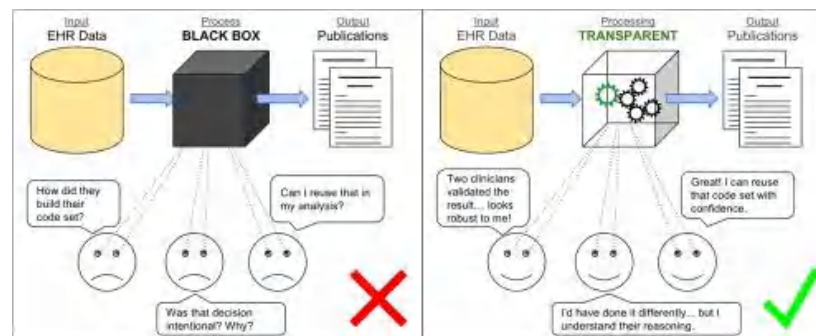 Input
EHR Data
Process
BLACK BOX
Output
Publications
How did they
build their
code set?
Can I reuse that in
my analysis?
Was that decision
intentional? Why?
Input
EHR Data
Processing
TRANSPARENT
Output
Publications
Two clinicians
validated the
result... looks
robust to me!
Great! I can reuse
that code set with
confidence.
I'd have done it differently... but I
understand their reasoning.